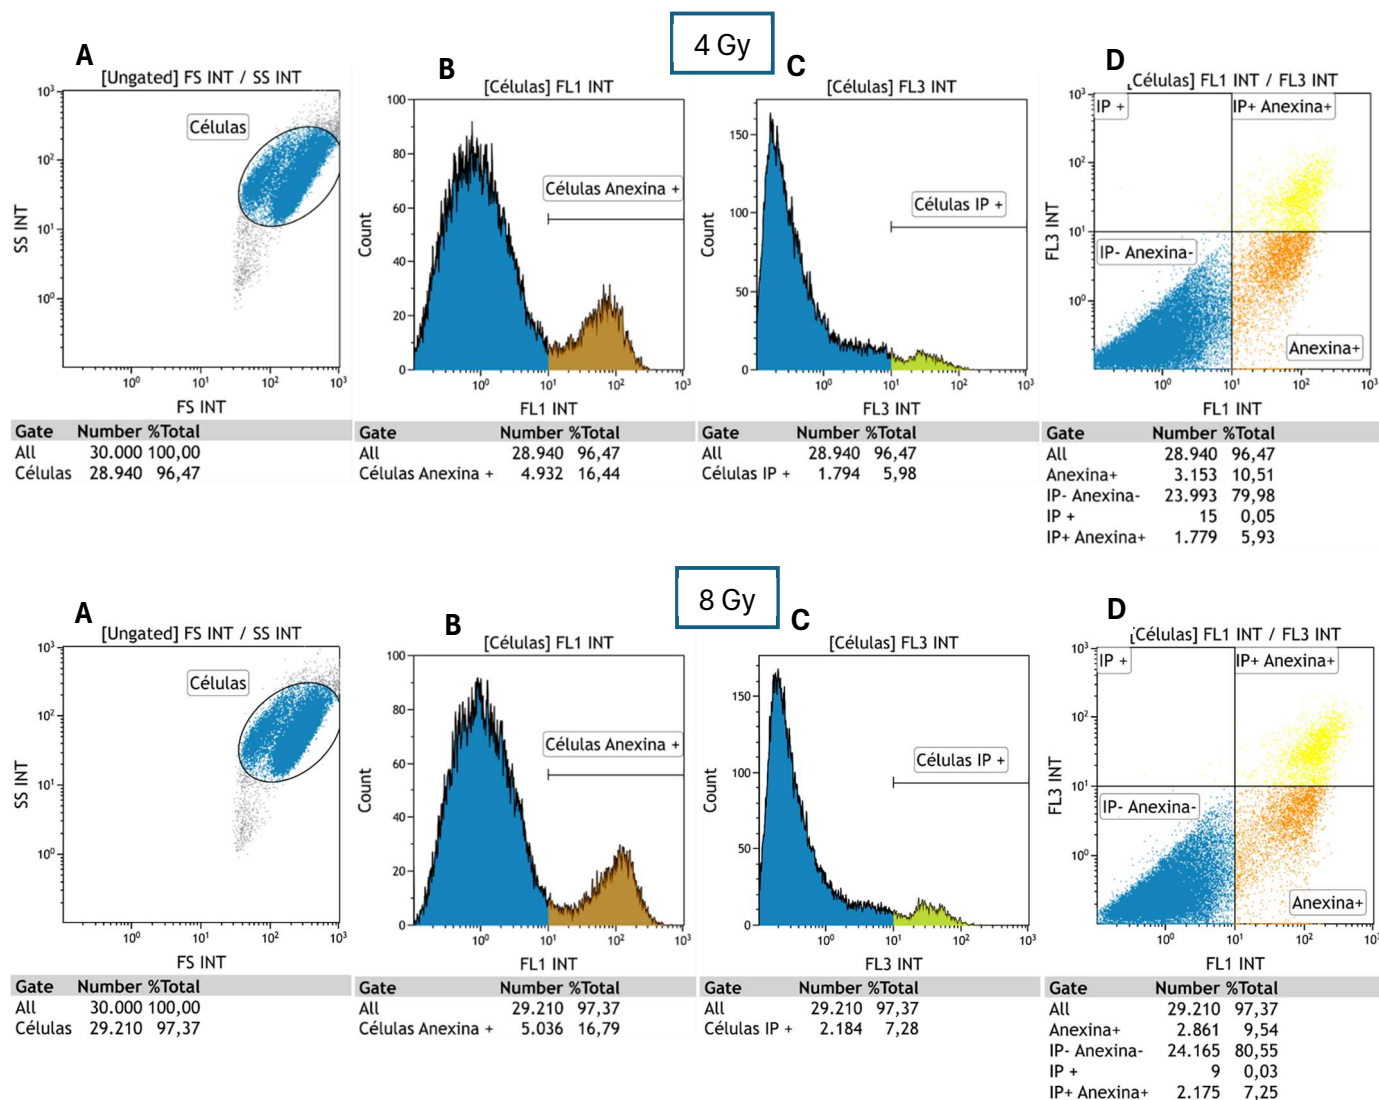 4 Gy
A
[Ungated] FS INT / SS INT
Células
10³
10²
10¹
10⁰
SS INT
10⁰ 10¹ 10² 10³
FS INT
Gate Number %Total
All 30.000 100,00
Células 28.940 96,47
B
[Células] FL1 INT
Células Anexina +
100
80
60
40
20
0
Count
10⁰ 10¹ 10² 10³
FL1 INT
Gate Number %Total
All 28.940 96,47
Células Anexina + 4.932 16,44
C
[Células] FL3 INT
Células IP +
150
100
50
0
Count
10⁰ 10¹ 10² 10³
FL3 INT
Gate Number %Total
All 28.940 96,47
Células IP + 1.794 5,98
D
[Células] FL1 INT / FL3 INT
IP + IP+ Anexina+
IP- Anexina-
Anexina+
10³
10²
10¹
10⁰
FL3 INT
10⁰ 10¹ 10² 10³
FL1 INT
Gate Number %Total
All 28.940 96,47
Anexina+ 3.153 10,51
IP- Anexina- 23.993 79,98
IP + 15 0,05
IP+ Anexina+ 1.779 5,93
8 Gy
A
[Ungated] FS INT / SS INT
Células
10³
10²
10¹
10⁰
SS INT
10⁰ 10¹ 10² 10³
FS INT
Gate Number %Total
All 30.000 100,00
Células 29.210 97,37
B
[Células] FL1 INT
Células Anexina +
100
80
60
40
20
0
Count
10⁰ 10¹ 10² 10³
FL1 INT
Gate Number %Total
All 29.210 97,37
Células Anexina + 5.036 16,79
C
[Células] FL3 INT
Células IP +
150
100
50
0
Count
10⁰ 10¹ 10² 10³
FL3 INT
Gate Number %Total
All 29.210 97,37
Células IP + 2.184 7,28
D
[Células] FL1 INT / FL3 INT
IP + IP+ Anexina+
IP- Anexina-
Anexina+
10³
10²
10¹
10⁰
FL3 INT
10⁰ 10¹ 10² 10³
FL1 INT
Gate Number %Total
All 29.210 97,37
Anexina+ 2.861 9,54
IP- Anexina- 24.165 80,55
IP + 9 0,03
IP+ Anexina+ 2.175 7,25